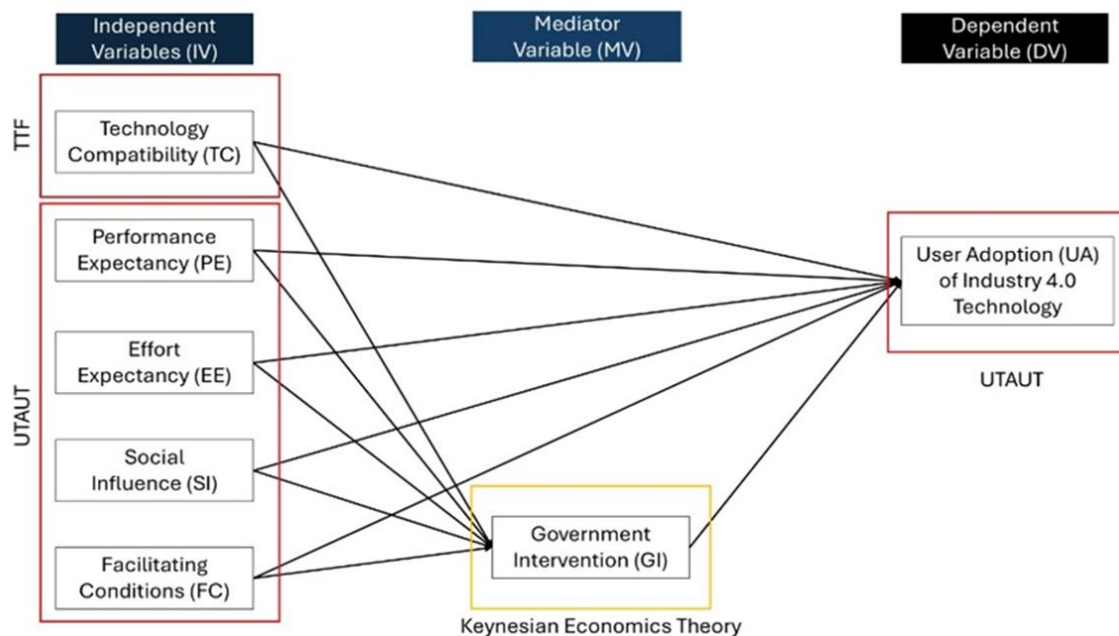 Independent
Variables (IV)
Mediator
Variable (MV)
Dependent
Variable (DV)
TTF
Technology
Compatibility (TC)
UTAUT
Performance
Expectancy (PE)
Effort
Expectancy (EE)
Social
Influence (SI)
Facilitating
Conditions (FC)
Government
Intervention (GI)
Keynesian Economics Theory
User Adoption (UA)
of Industry 4.0
Technology
UTAUT